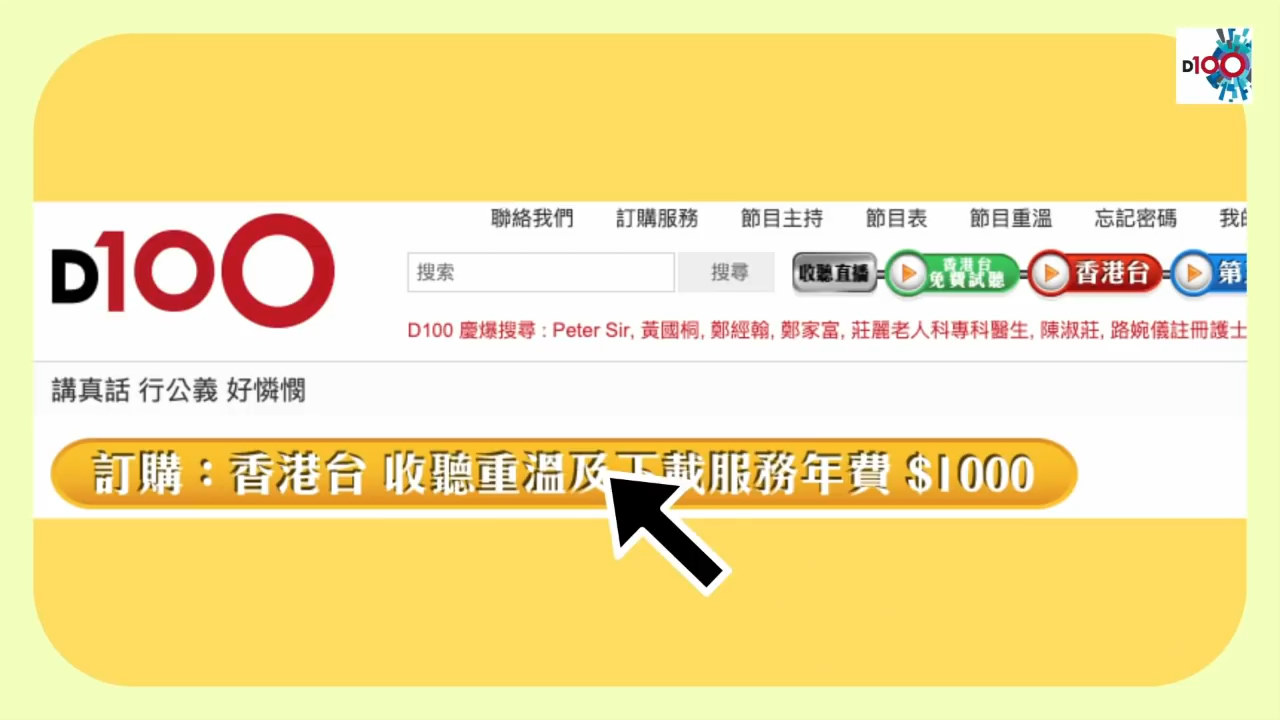 D100
D100
聯絡我們 訂購服務 節目主持 節目表 節目重溫 忘記密碼 我的
搜索 搜尋 收聽直播 香港台 免費試聽 香港台 第
D100 慶爆搜尋 : Peter Sir, 黃國桐, 鄭經翰, 鄭家富, 莊麗老人科專科醫生, 陳淑莊, 路婉儀註冊護士
講真話 行公義 好憐憫
訂購：香港台 收聽重溫及下載服務年費 $1000